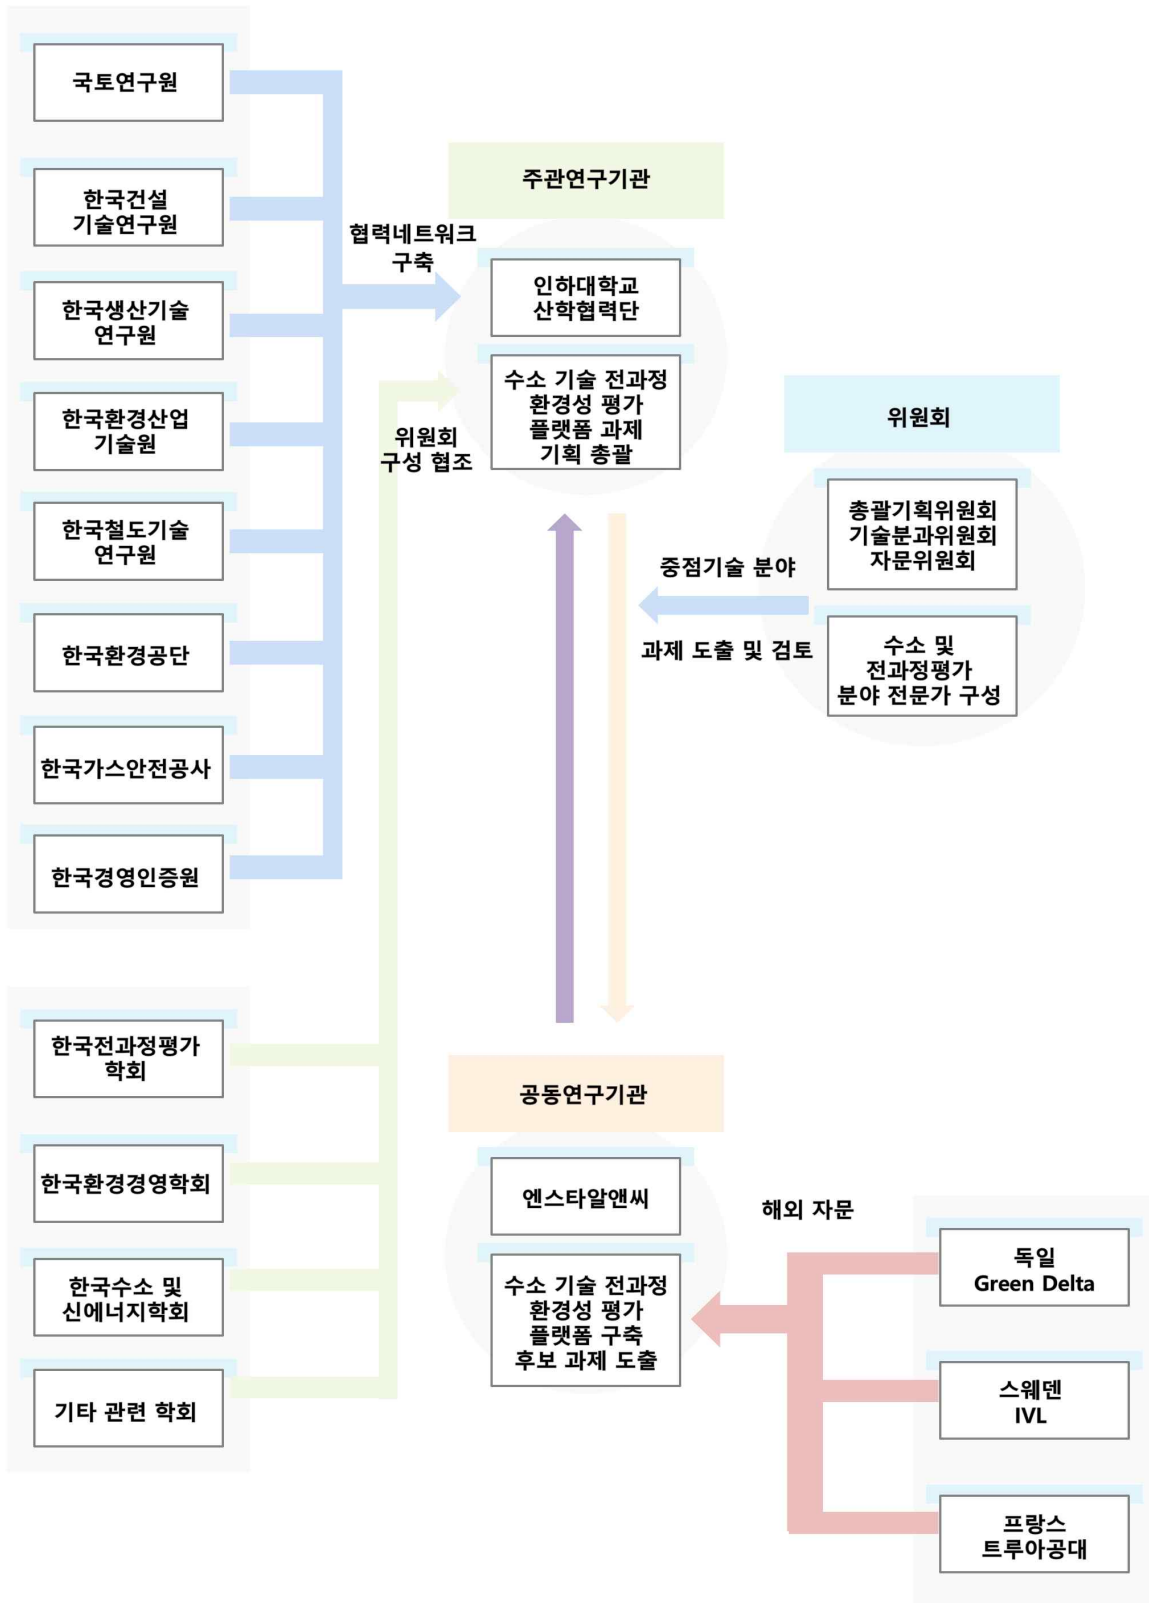 국토연구원
한국건설
기술연구원
한국생산기술
연구원
한국환경산업
기술원
한국철도기술
연구원
한국환경공단
한국가스안전공사
한국경영인증원
협력네트워크
구축
주관연구기관
인하대학교
산학협력단
수소 기술 전과정
환경성 평가
플랫폼 과제
기획 총괄
위원회
구성 협조
위원회
총괄기획위원회
기술분과위원회
자문위원회
수소 및
전과정평가
분야 전문가 구성
중점기술 분야
과제 도출 및 검토
한국전과정평가
학회
한국환경경영학회
한국수소 및
신에너지학회
기타 관련 학회
공동연구기관
엔스타알앤씨
수소 기술 전과정
환경성 평가
플랫폼 구축
후보 과제 도출
해외 자문
독일
Green Delta
스웨덴
IVL
프랑스
트루아공대